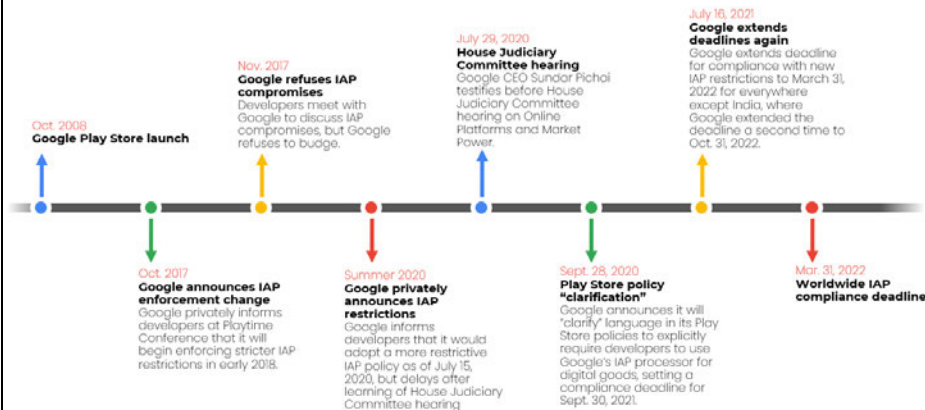 Oct. 2008
Google Play Store launch
Oct. 2017
Google announces IAP
enforcement change
Google privately informs
developers at Playtime
Conference that it will
begin enforcing stricter IAP
restrictions in early 2018.
Nov. 2017
Google refuses IAP
compromises
Developers meet with
Google to discuss IAP
compromises, but Google
refuses to budge.
Summer 2020
Google privately
announces IAP
restrictions
Google informs
developers that it would
adopt a more restrictive
IAP policy as of July 15,
2020, but delays after
learning of House Judiciary
Committee hearing
July 29, 2020
House Judiciary
Committee hearing
Google CEO Sundar Pichai
testifies before House
Judiciary Committee
hearing on Online
Platforms and Market
Power.
Sept. 28, 2020
Play Store policy
“clarification”
Google announces it will
“clarify” language in its Play
Store policies to explicitly
require developers to use
Google’s IAP processor for
digital goods, setting a
compliance deadline for
Sept. 30, 2021.
July 16, 2021
Google extends
deadlines again
Google extends deadline
for compliance with new
IAP restrictions to March 31,
2022 for everywhere
except India, where
Google extended the
deadline a second time to
Oct. 31, 2022.
Mar. 31, 2022
Worldwide IAP
compliance deadline